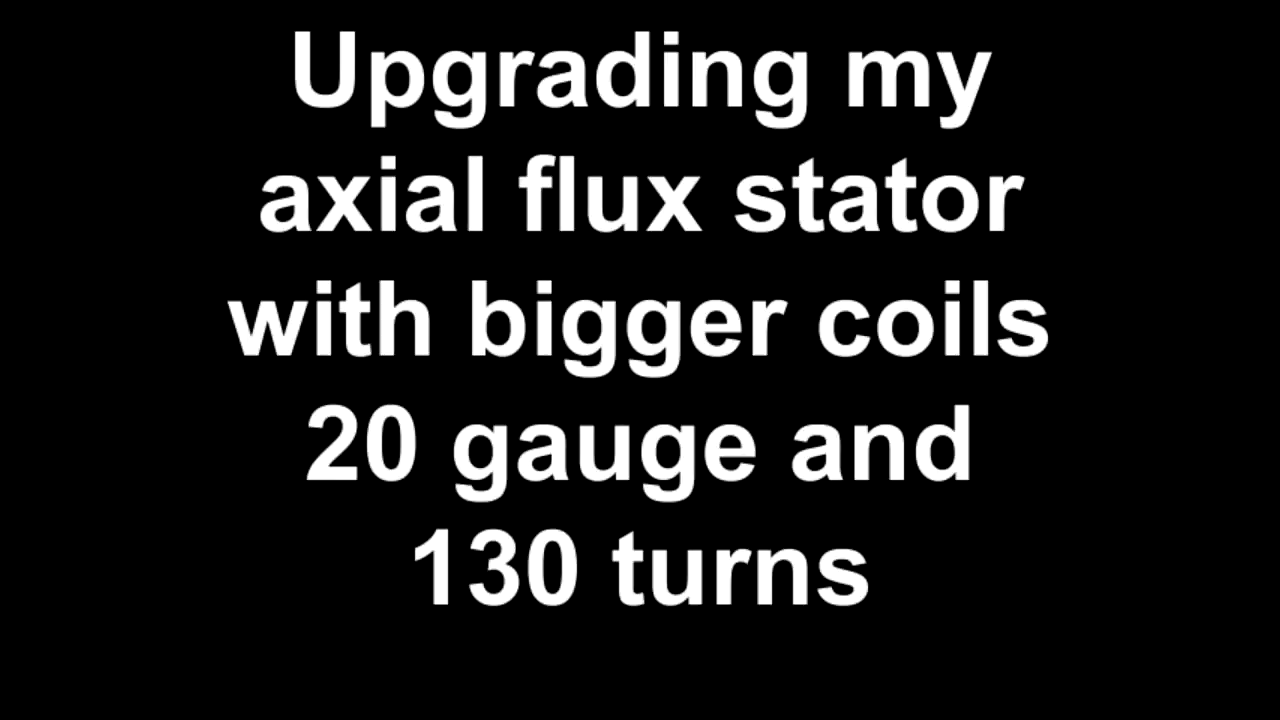 Upgrading my
axial flux stator
with bigger coils
20 gauge and
130 turns